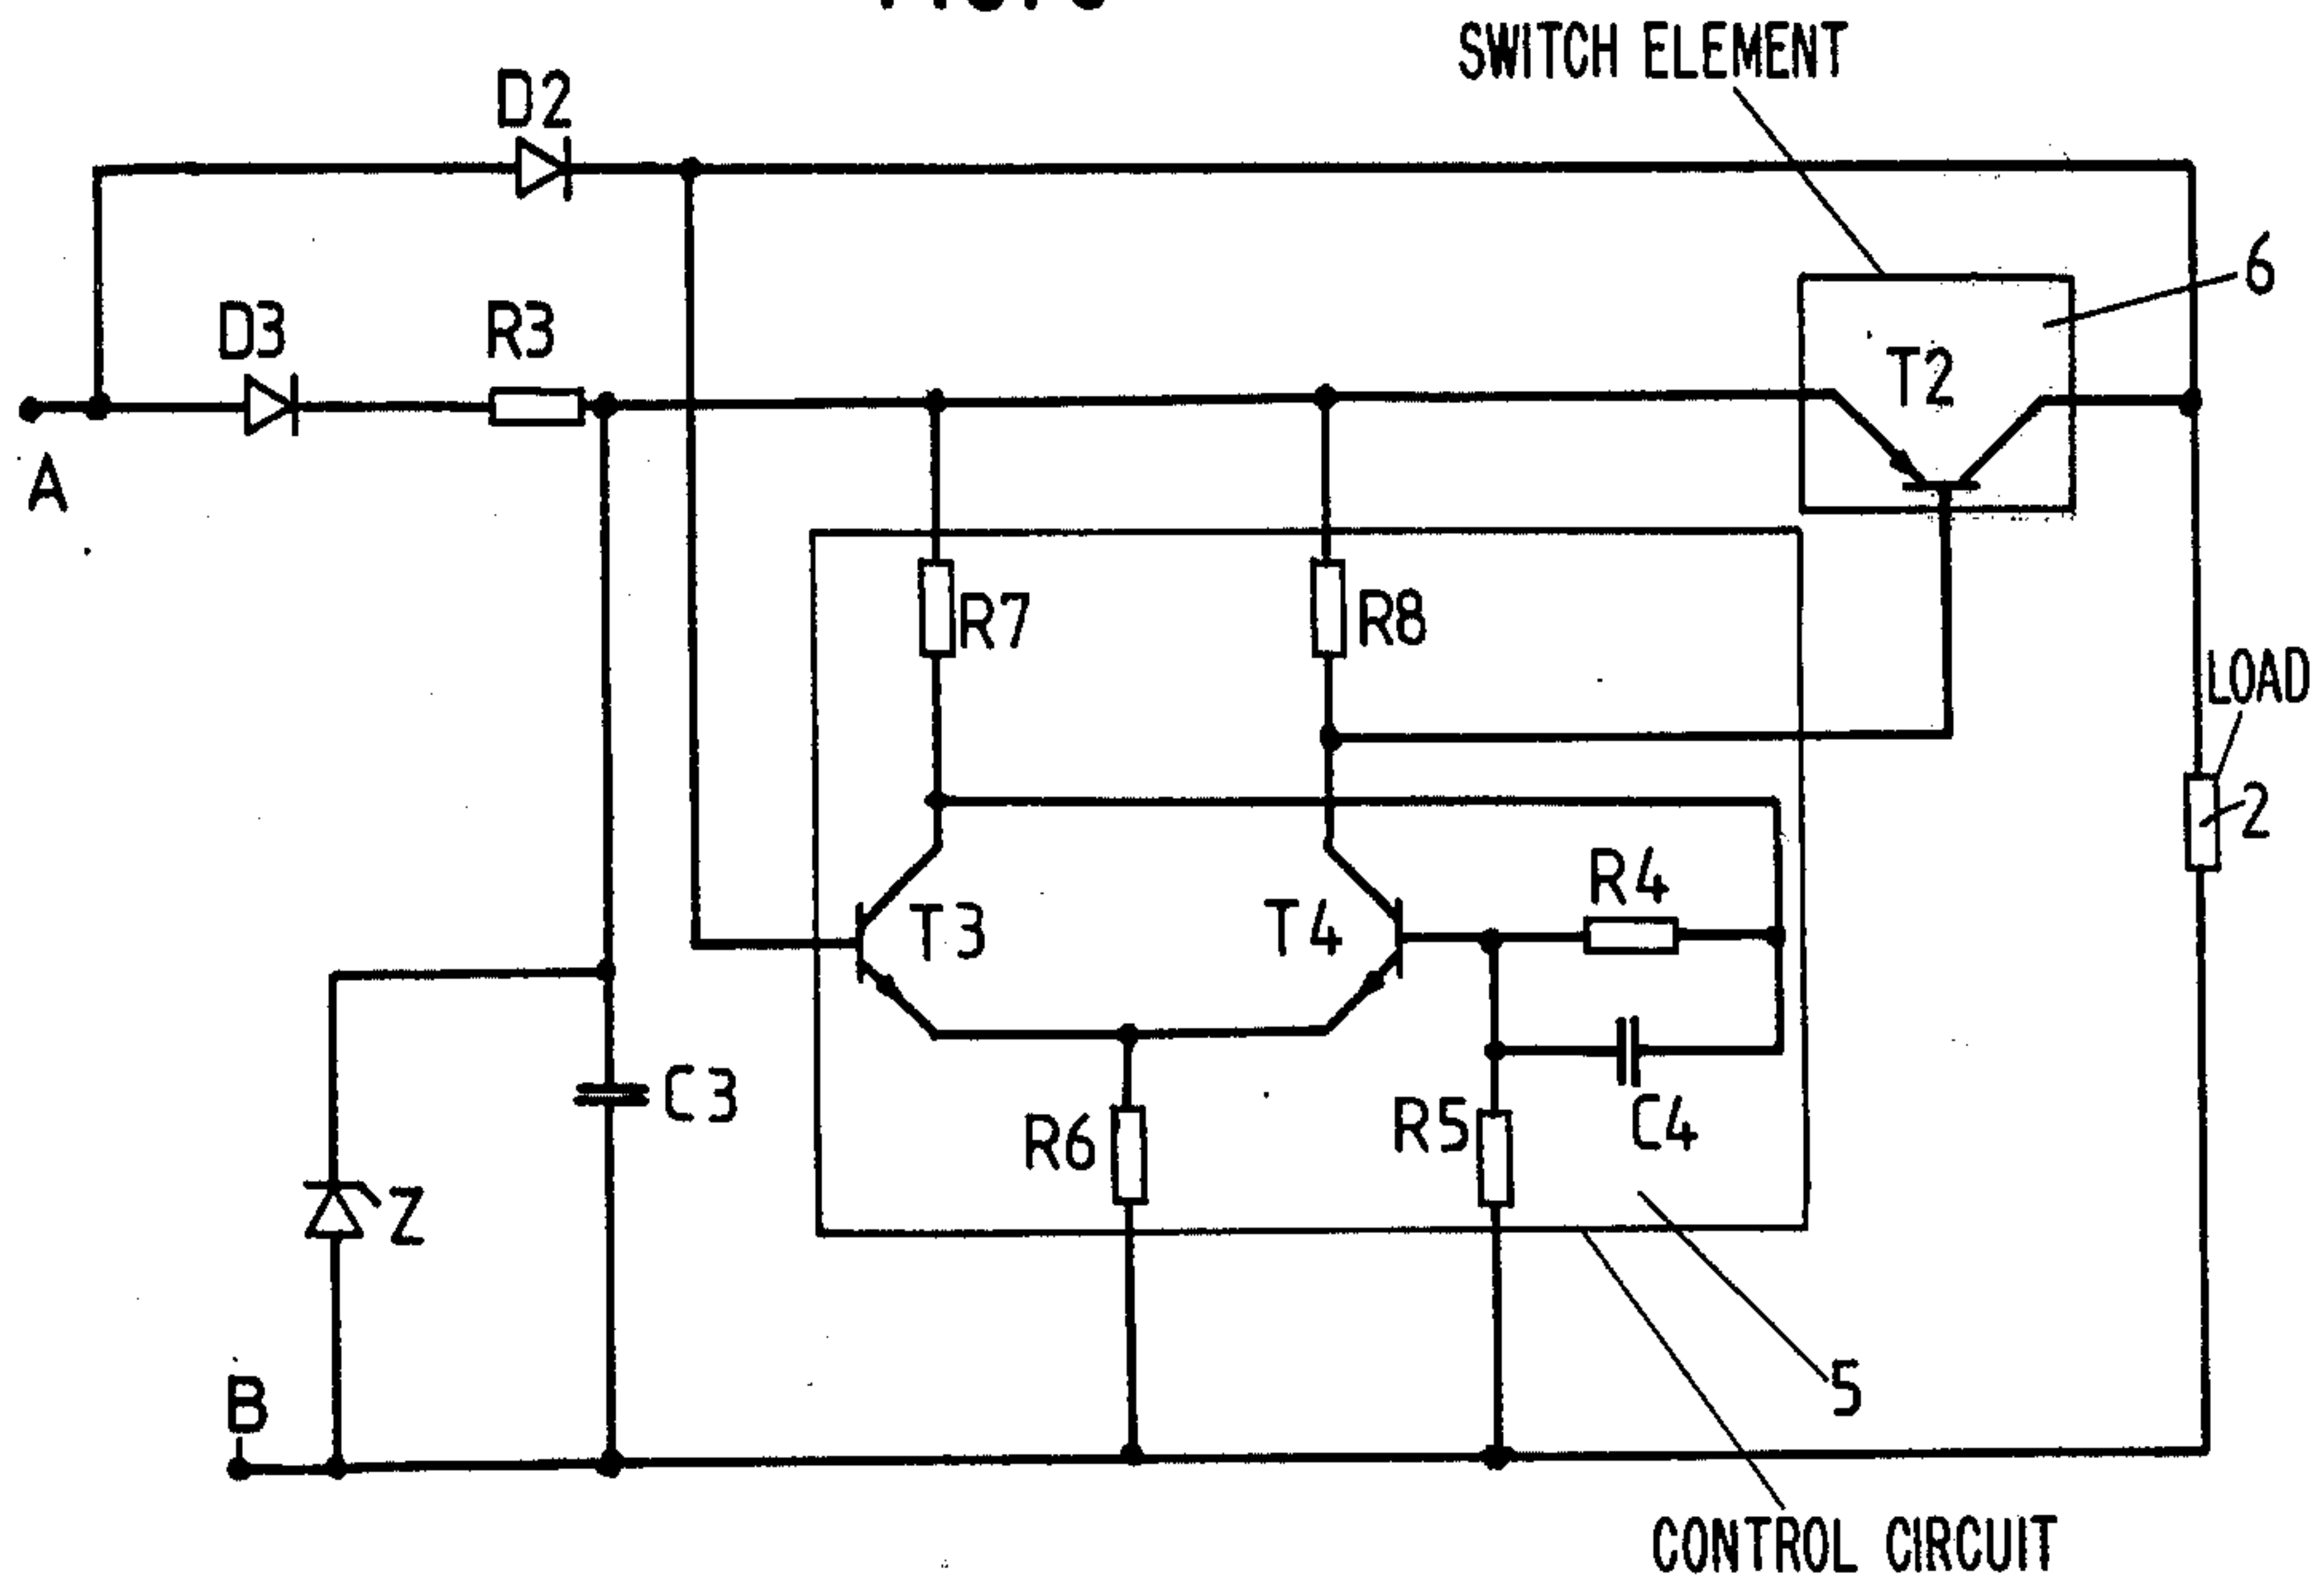 SWITCH ELEMENT
D2
6
D3
R3
T2
A
R7
R8
LOAD
2
R4
T3
T4
C3
R6
R5
C4
Z
B
5
CONTROL CIRCUIT